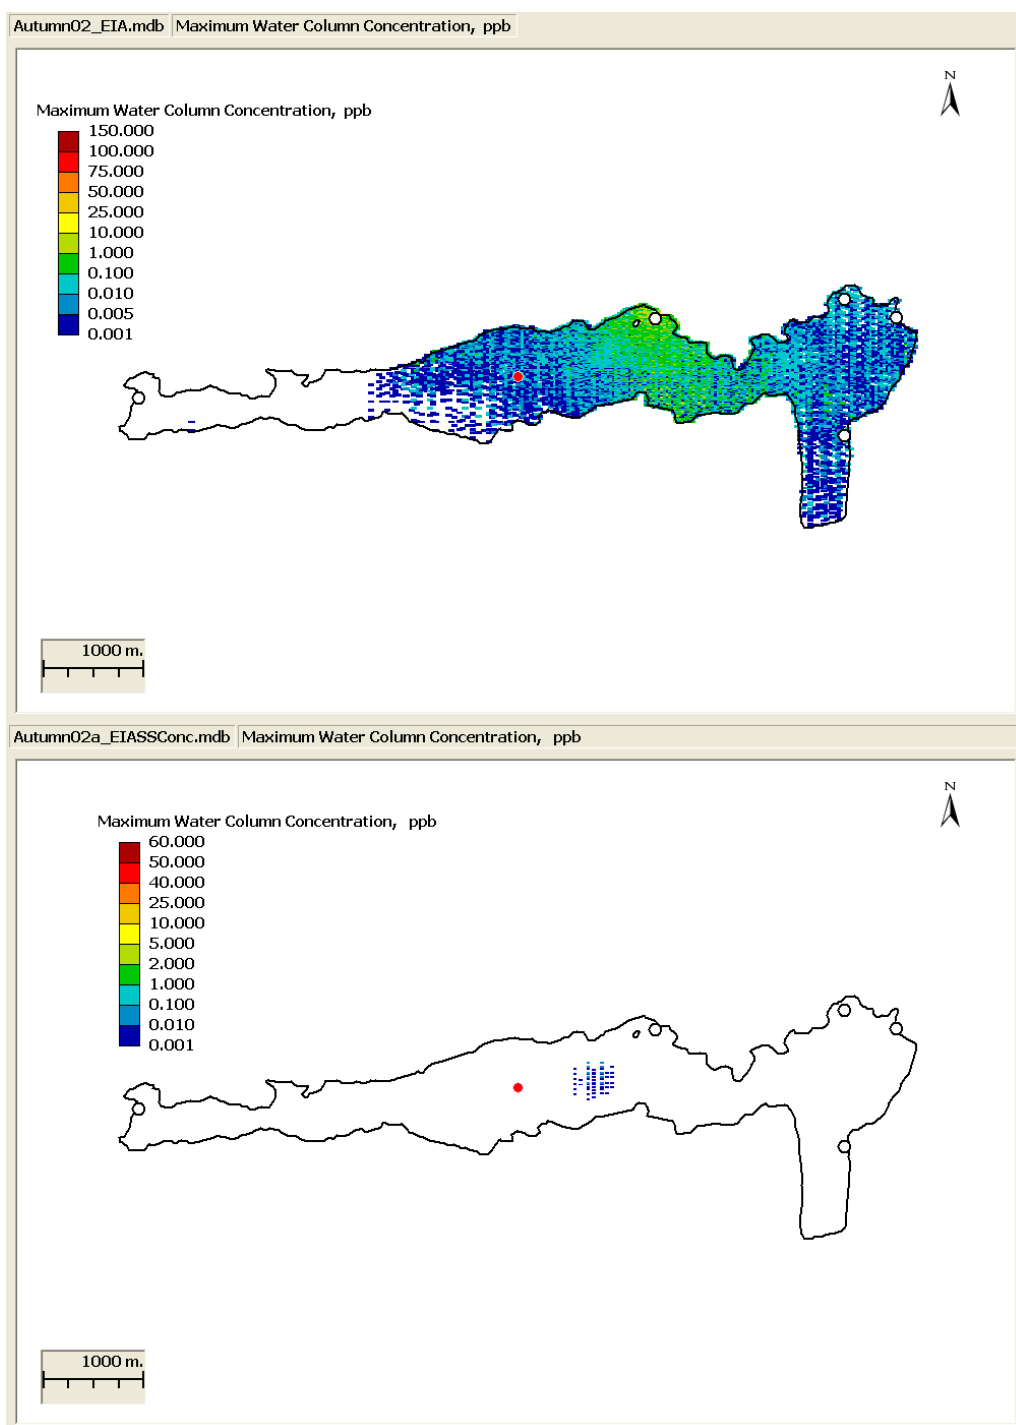 Autumn02_EIA.mdb Maximum Water Column Concentration, ppb
N
Maximum Water Column Concentration, ppb
150.000
100.000
75.000
50.000
25.000
10.000
1.000
0.100
0.010
0.005
0.001
1000 m.
Autumn02a_EIASSConc.mdb Maximum Water Column Concentration, ppb
N
Maximum Water Column Concentration, ppb
60.000
50.000
40.000
25.000
10.000
5.000
2.000
1.000
0.100
0.010
0.001
1000 m.